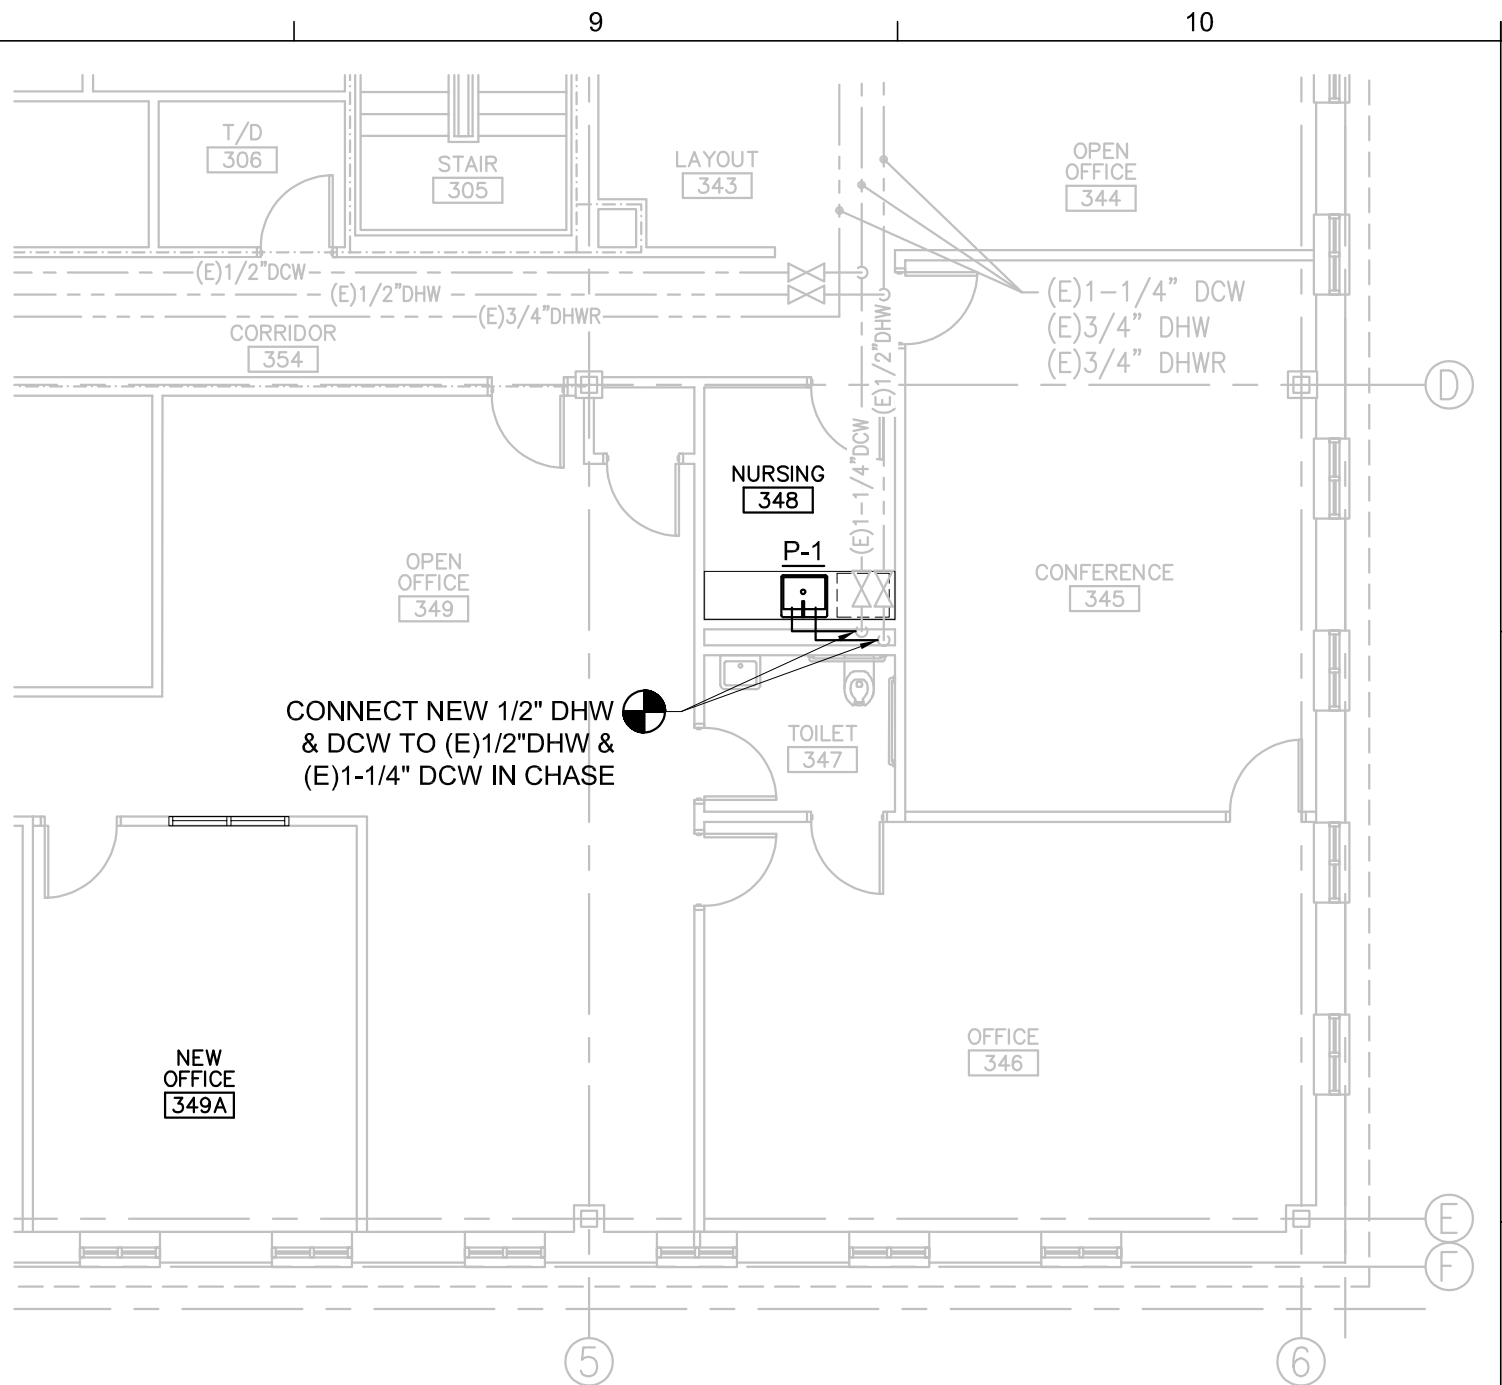 9
10
T/D
306
STAIR
305
LAYOUT
343
OPEN
OFFICE
344
(E)1/2"DCW
(E)1/2"DHW
(E)3/4"DHWR
CORRIDOR
354
(E)1/2"DHW
(E)1-1/4" DCW
(E)3/4" DHW
(E)3/4" DHWR
D
(E)1-1/4"DCW
NURSING
348
P-1
OPEN
OFFICE
349
CONFERENCE
345
CONNECT NEW 1/2" DHW
& DCW TO (E)1/2"DHW &
(E)1-1/4" DCW IN CHASE
TOILET
347
NEW
OFFICE
349A
OFFICE
346
E
F
5
6